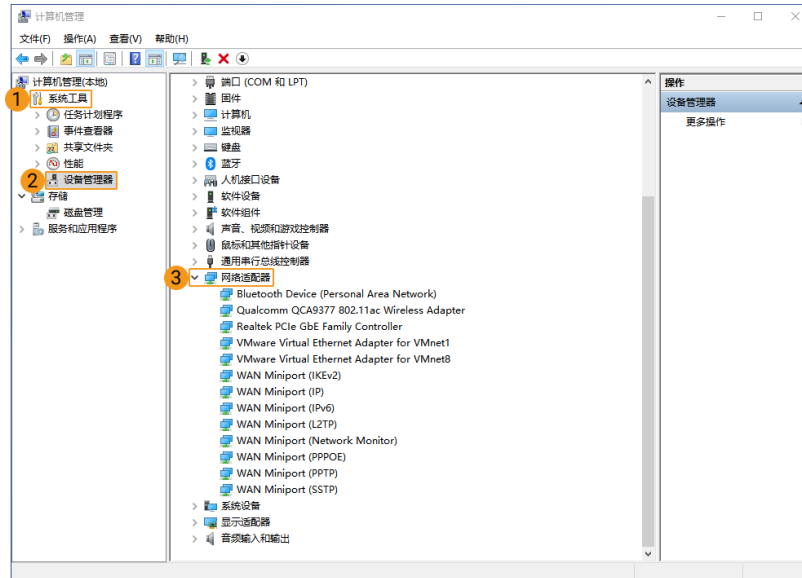 计算机管理
文件(F) 操作(A) 查看(V) 帮助(H)
计算机管理(本地)
1 系统工具
任务计划程序
事件查看器
共享文件夹
性能
2 设备管理器
存储
磁盘管理
服务和应用程序
端口 (COM 和 LPT)
固件
计算机
监视器
键盘
蓝牙
人机接口设备
软件设备
软件组件
声音、视频和游戏控制器
鼠标和其他指针设备
通用串行总线控制器
3 网络适配器
Bluetooth Device (Personal Area Network)
Qualcomm QCA9377 802.11ac Wireless Adapter
Realtek PCIe GbE Family Controller
VMware Virtual Ethernet Adapter for VMnet1
VMware Virtual Ethernet Adapter for VMnet8
WAN Miniport (IKEv2)
WAN Miniport (IP)
WAN Miniport (IPv6)
WAN Miniport (L2TP)
WAN Miniport (Network Monitor)
WAN Miniport (PPPOE)
WAN Miniport (PPTP)
WAN Miniport (SSTP)
系统设备
显示适配器
音频输入和输出
操作
设备管理器
更多操作